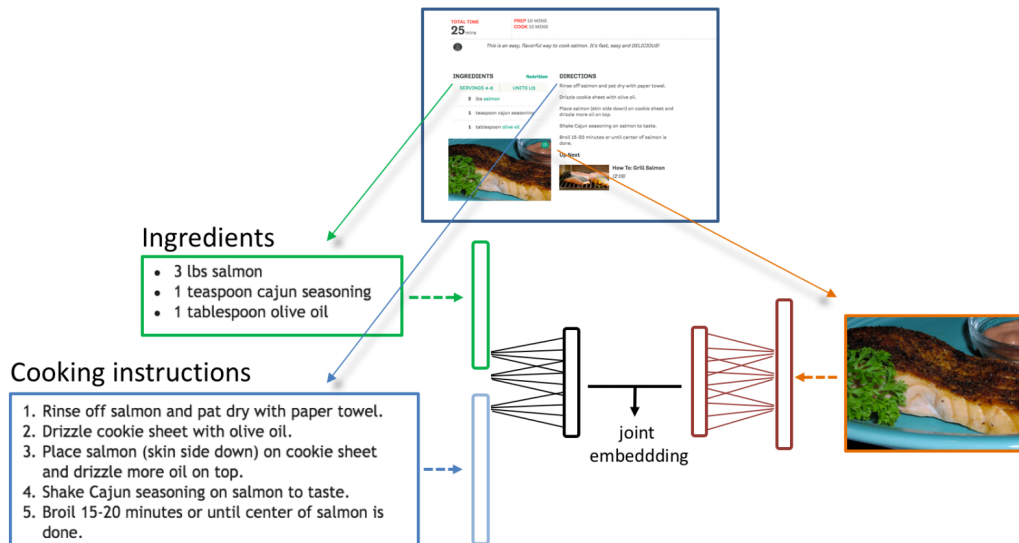 TOTAL TIME
25 mins
PREP 10 MINS
COOK 15 MINS
This is an easy, flavorful way to cook salmon. It's fast, easy and DELICIOUS!
INGREDIENTS
Nutrition
SERVINGS 4-6
UNITS US
3 lbs salmon
1 teaspoon cajun seasoning
1 tablespoon olive oil
DIRECTIONS
Rinse off salmon and pat dry with paper towel.
Drizzle cookie sheet with olive oil.
Place salmon (skin side down) on cookie sheet and
drizzle more oil on top.
Shake Cajun seasoning on salmon to taste.
Broil 15-20 minutes or until center of salmon is
done.
Up Next
How To: Grill Salmon
Ingredients
• 3 lbs salmon
• 1 teaspoon cajun seasoning
• 1 tablespoon olive oil
Cooking instructions
1. Rinse off salmon and pat dry with paper towel.
2. Drizzle cookie sheet with olive oil.
3. Place salmon (skin side down) on cookie sheet
and drizzle more oil on top.
4. Shake Cajun seasoning on salmon to taste.
5. Broil 15-20 minutes or until center of salmon is
done.
joint
embeddding